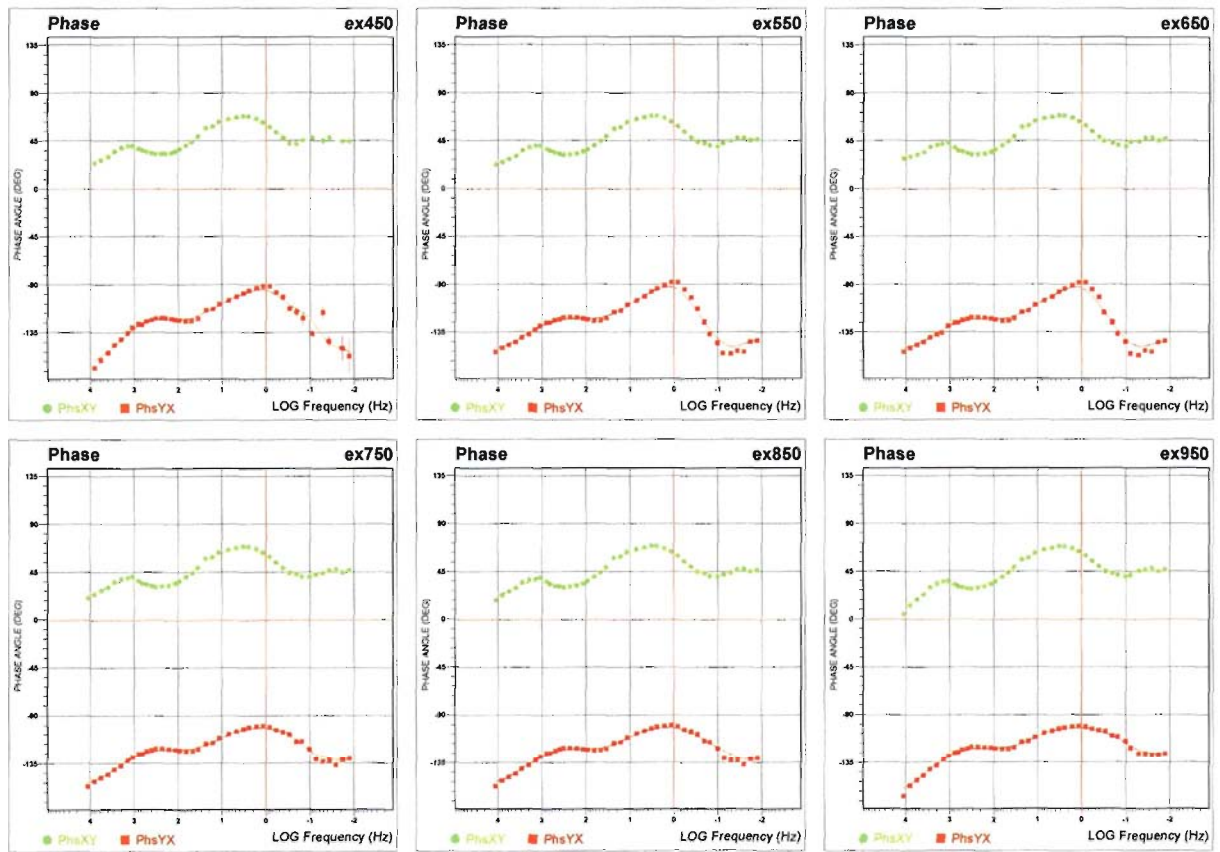 Phase ex450
135
90
45
0
-45
-90
-135
PHASE ANGLE (DEG)
4 3 2 1 0 -1 -2
PhsXY PhsYX LOG Frequency (Hz)
Phase ex550
135
90
45
0
-45
-90
-135
PHASE ANGLE (DEG)
4 3 2 1 0 -1 -2
PhsXY PhsYX LOG Frequency (Hz)
Phase ex650
135
90
45
0
-45
-90
-135
PHASE ANGLE (DEG)
4 3 2 1 0 -1 -2
PhsXY PhsYX LOG Frequency (Hz)
Phase ex750
135
90
45
0
-45
-90
-135
PHASE ANGLE (DEG)
4 3 2 1 0 -1 -2
PhsXY PhsYX LOG Frequency (Hz)
Phase ex850
135
90
45
0
-45
-90
-135
PHASE ANGLE (DEG)
4 3 2 1 0 -1 -2
PhsXY PhsYX LOG Frequency (Hz)
Phase ex950
135
90
45
0
-45
-90
-135
PHASE ANGLE (DEG)
4 3 2 1 0 -1 -2
PhsXY PhsYX LOG Frequency (Hz)